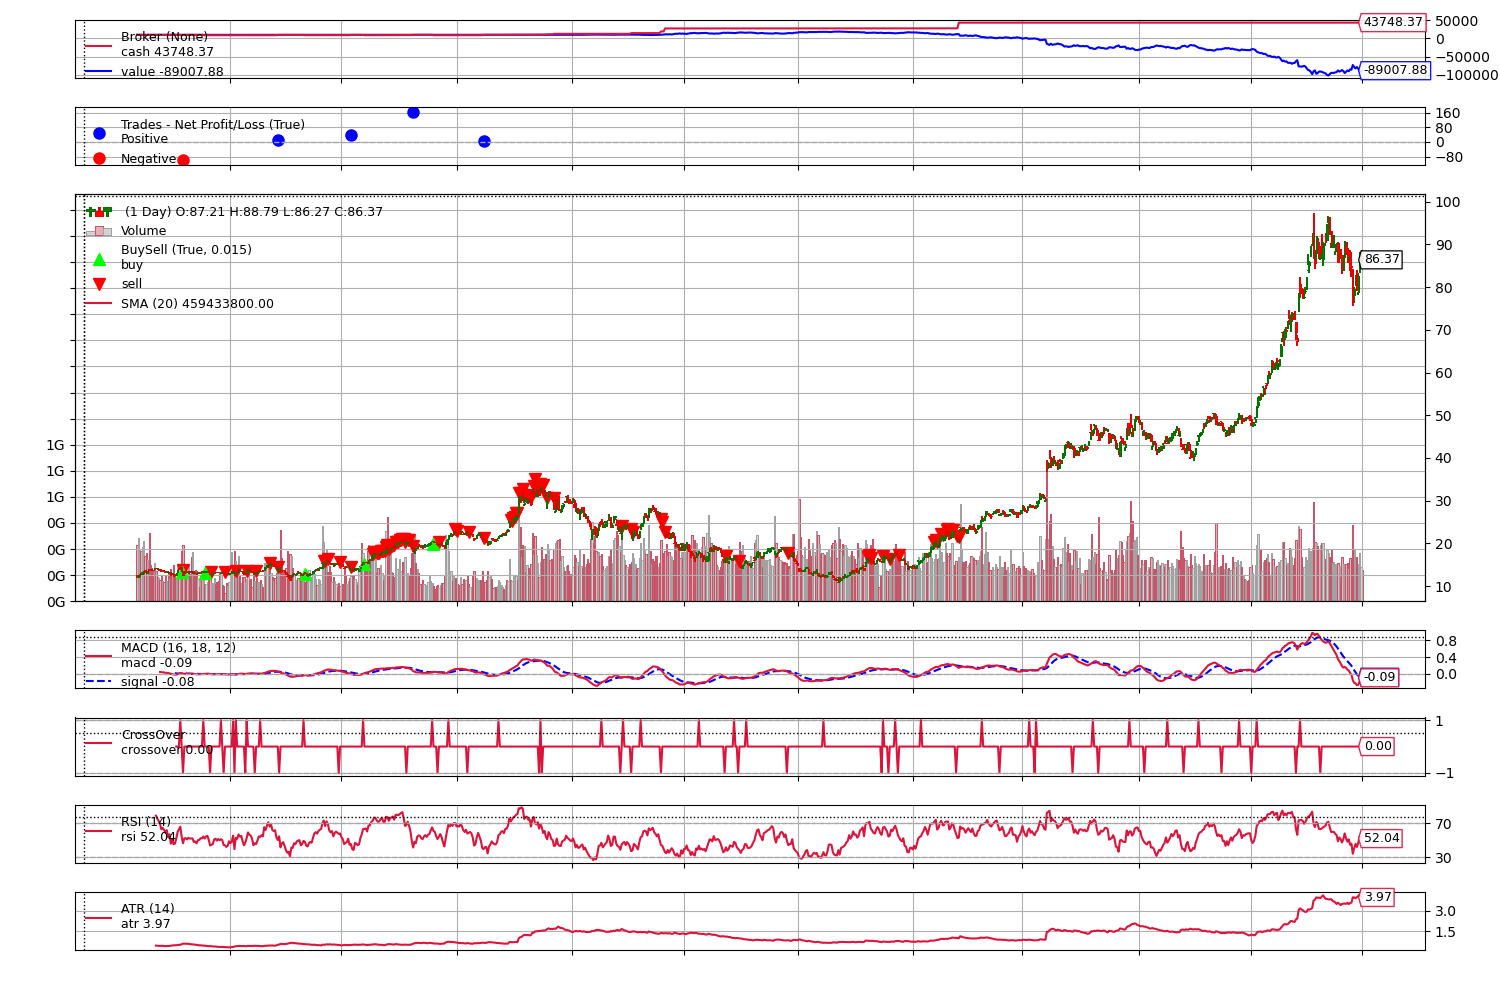 Broker (None)
cash 43748.37
value -89007.88
43748.37
-89007.88
50000
0
−50000
−100000
Trades - Net Profit/Loss (True)
Positive
Negative
160
80
0
−80
(1 Day) O:87.21 H:88.79 L:86.27 C:86.37
Volume
BuySell (True, 0.015)
buy
sell
SMA (20) 459433800.00
86.37
100
90
80
70
60
50
40
30
20
10
1G
1G
1G
0G
0G
0G
0G
MACD (16, 18, 12)
macd -0.09
signal -0.08
-0.09
0.8
0.4
0.0
CrossOver
crossover 0.00
0.00
1
−1
RSI (14)
rsi 52.04
52.04
70
30
ATR (14)
atr 3.97
3.97
3.0
1.5